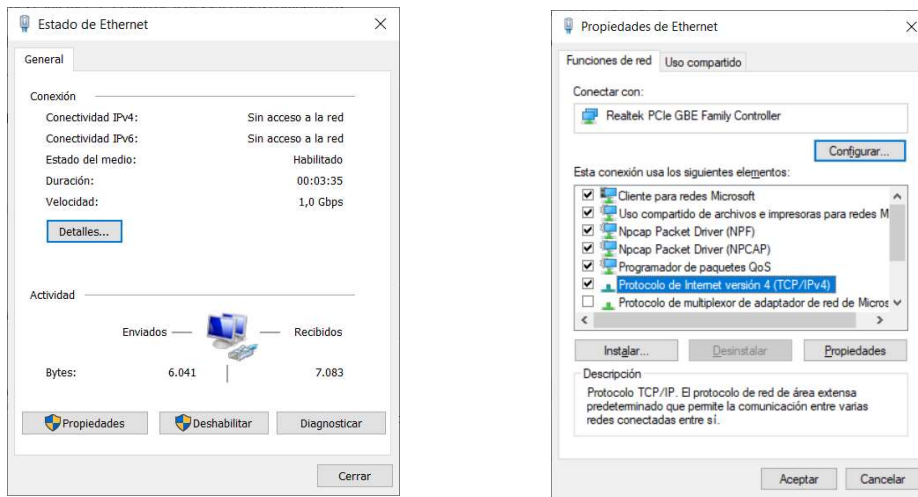 Estado de Ethernet
General
Conexión
Conectividad IPv4: Sin acceso a la red
Conectividad IPv6: Sin acceso a la red
Estado del medio: Habilitado
Duración: 00:03:35
Velocidad: 1,0 Gbps
Detalles...
Actividad
Enviados Recibidos
Bytes: 6.041 7.083
Propiedades Deshabilitar Diagnosticar
Cerrar
Propiedades de Ethernet
Funciones de red Uso compartido
Conectar con:
Realtek PCIe GBE Family Controller
Configurar...
Esta conexión usa los siguientes elementos:
Cliente para redes Microsoft
Uso compartido de archivos e impresoras para redes M
Npcap Packet Driver (NPF)
Npcap Packet Driver (NPCAP)
Programador de paquetes QoS
Protocolo de Internet versión 4 (TCP/IPv4)
Protocolo de multiplexor de adaptador de red de Micros
Instalar... Desinstalar Propiedades
Descripción
Protocolo TCP/IP. El protocolo de red de área extensa
predeterminado que permite la comunicación entre varias
redes conectadas entre sí.
Aceptar Cancelar